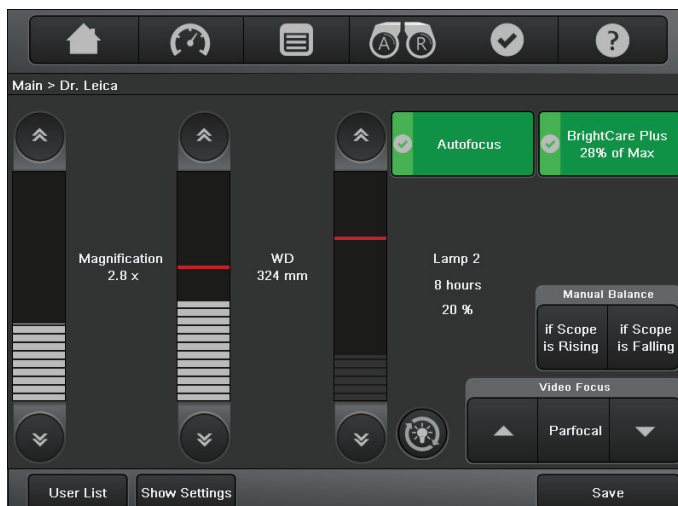 A R ?
Main > Dr. Leica
Autofocus
BrightCare Plus
28% of Max
Magnification
2.8 x
WD
324 mm
Lamp 2
8 hours
20 %
Manual Balance
if Scope
is Rising
if Scope
is Falling
Video Focus
Parfocal
User List
Show Settings
Save